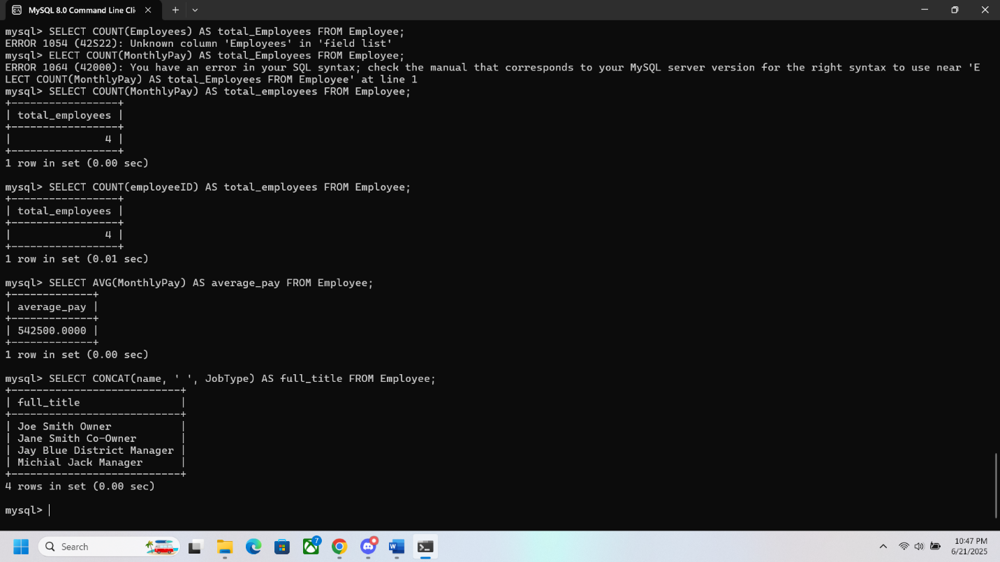 MySQL 8.0 Command Line Cli
mysql> SELECT COUNT(Employees) AS total_Employees FROM Employee;
ERROR 1054 (42S22): Unknown column 'Employees' in 'field list'
mysql> ELECT COUNT(MonthlyPay) AS total_Employees FROM Employee;
ERROR 1064 (42000): You have an error in your SQL syntax; check the manual that corresponds to your MySQL server version for the right syntax to use near 'E
LECT COUNT(MonthlyPay) AS total_Employees FROM Employee' at line 1
mysql> SELECT COUNT(MonthlyPay) AS total_employees FROM Employee;
+-----------------+
| total_employees |
+-----------------+
|               4 |
+-----------------+
1 row in set (0.00 sec)
mysql> SELECT COUNT(employeeID) AS total_employees FROM Employee;
+-----------------+
| total_employees |
+-----------------+
|               4 |
+-----------------+
1 row in set (0.01 sec)
mysql> SELECT AVG(MonthlyPay) AS average_pay FROM Employee;
+-------------+
| average_pay |
+-------------+
| 542500.0000 |
+-------------+
1 row in set (0.00 sec)
mysql> SELECT CONCAT(name, ' ', JobType) AS full_title FROM Employee;
+---------------------------+
| full_title                |
+---------------------------+
| Joe Smith Owner           |
| Jane Smith Co-Owner       |
| Jay Blue District Manager |
| Michial Jack Manager      |
+---------------------------+
4 rows in set (0.00 sec)
mysql>
Search
7
10:47 PM
6/21/2025